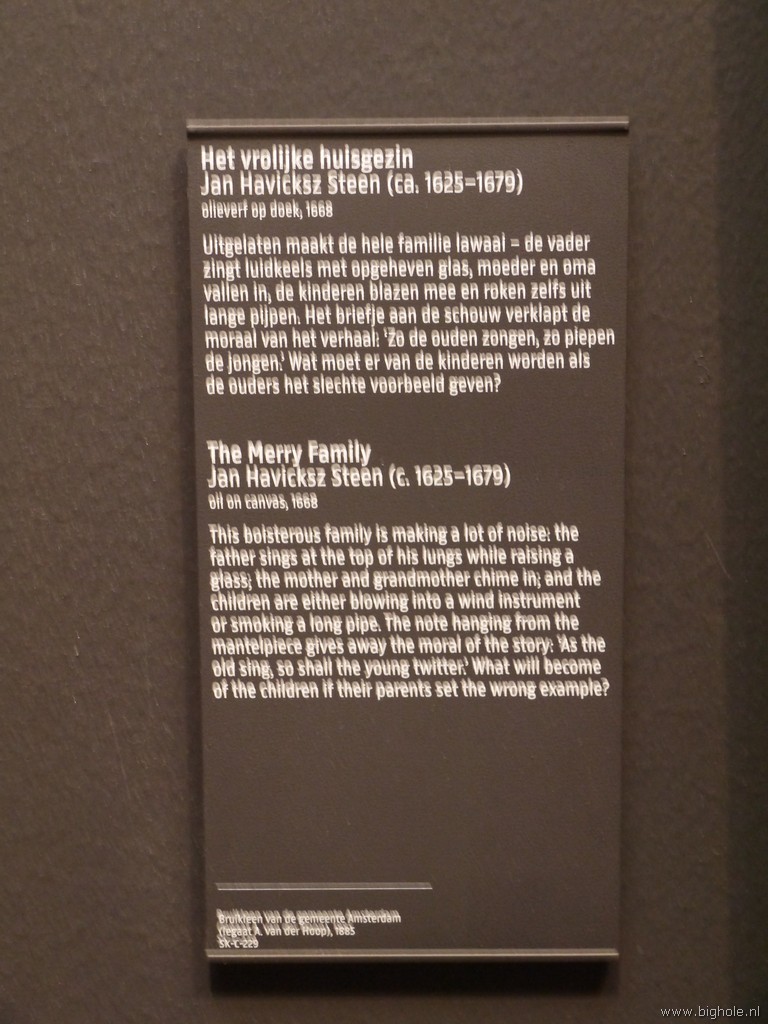 Het vrolijke huisgezin
Jan Havicksz Steen (ca. 1625–1679)
olieverf op doek, 1668
Uitgelaten maakt de hele familie lawaai – de vader
zingt luidkeels met opgeheven glas, moeder en oma
vallen in, de kinderen blazen mee en roken zelfs uit
lange pijpen. Het briefje aan de schouw verklapt de
moraal van het verhaal: 'Zo de ouden zongen, zo piepen
de jongen.' Wat moet er van de kinderen worden als
de ouders het slechte voorbeeld geven?
The Merry Family
Jan Havicksz Steen (c. 1625–1679)
oil on canvas, 1668
This boisterous family is making a lot of noise: the
father sings at the top of his lungs while raising a
glass; the mother and grandmother chime in; and the
children are either blowing into a wind instrument
or smoking a long pipe. The note hanging from the
mantelpiece gives away the moral of the story: 'As the
old sing, so shall the young twitter.' What will become
of the children if their parents set the wrong example?
Bruikleen van de gemeente Amsterdam
(legaat A. van der Hoop), 1885
SK-C-229
www.bighole.nl